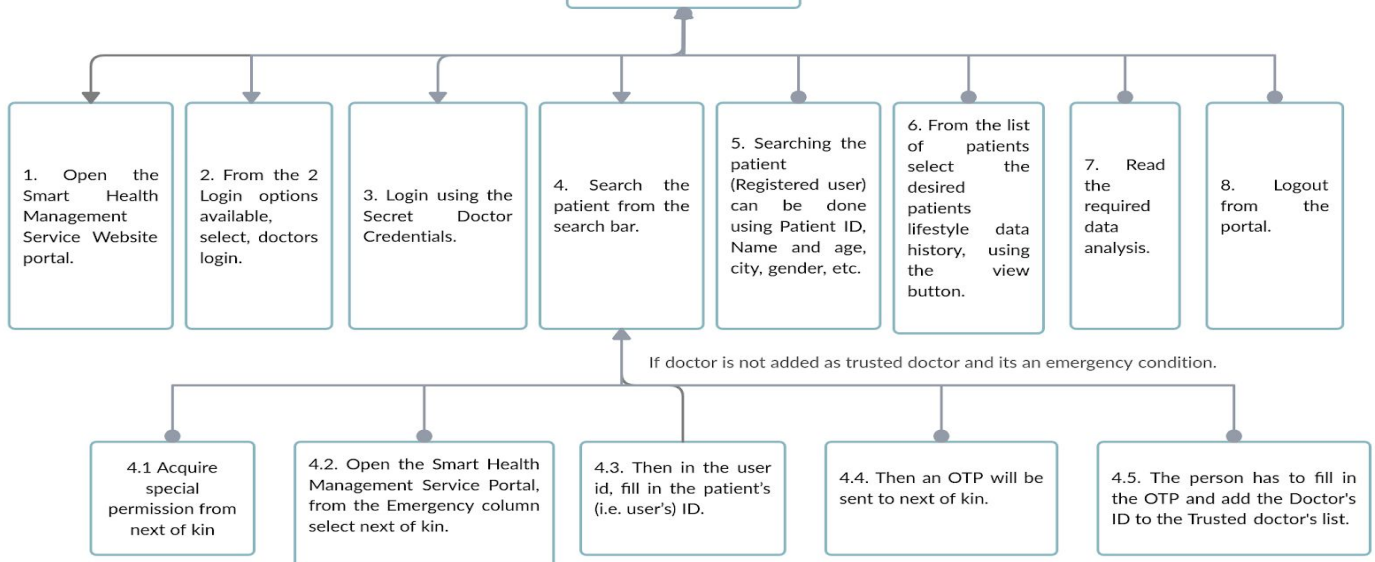 1. Open the
Smart Health
Management
Service Website
portal.
2. From the 2
Login options
available,
select, doctors
login.
3. Login using the
Secret Doctor
Credentials.
4. Search the
patient from the
search bar.
5. Searching the
patient
(Registered user)
can be done
using Patient ID,
Name and age,
city, gender, etc.
6. From the list
of patients
select the
desired
patients
lifestyle data
history, using
the view
button.
7. Read
the
required
data
analysis.
8. Logout
from the
portal.
If doctor is not added as trusted doctor and its an emergency condition.
4.1 Acquire
special
permission from
next of kin
4.2. Open the Smart Health
Management Service Portal,
from the Emergency column
select next of kin.
4.3. Then in the user
id, fill in the patient’s
(i.e. user’s) ID.
4.4. Then an OTP will be
sent to next of kin.
4.5. The person has to fill in
the OTP and add the Doctor's
ID to the Trusted doctor's list.